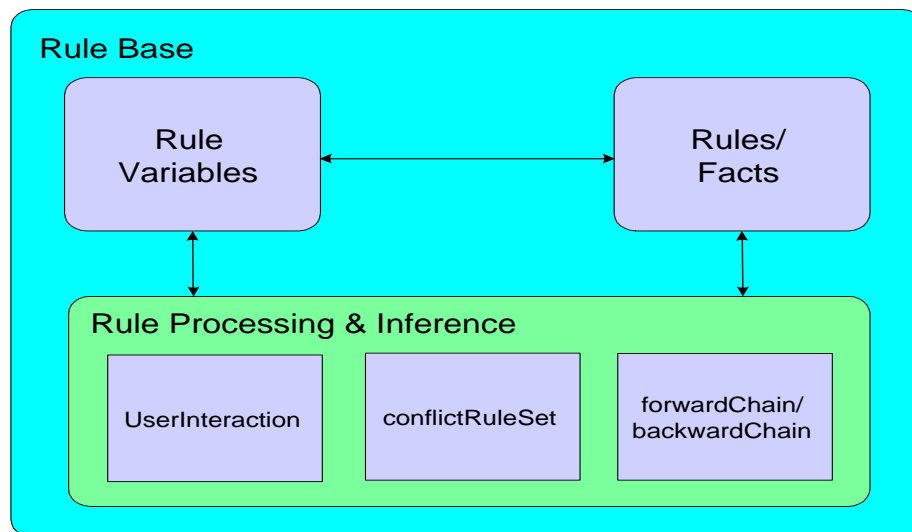 Rule Base
Rule
Variables
Rules/
Facts
Rule Processing & Inference
UserInteraction
conflictRuleSet
forwardChain/
backwardChain